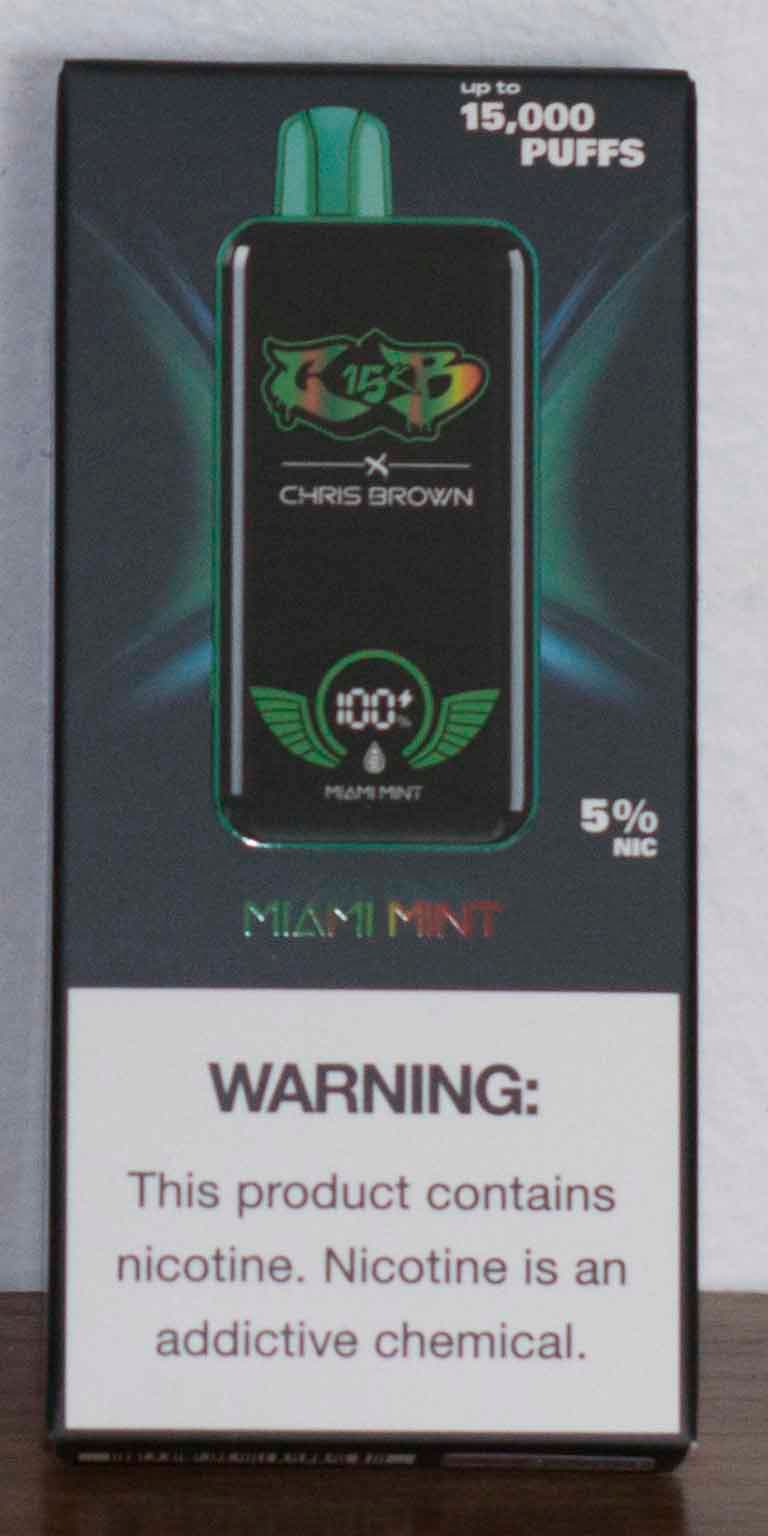 up to
15,000
PUFFS
C 15K B
X
CHRIS BROWN
100%
MIAMI MINT
5%
NIC
MIAMI MINT
WARNING:
This product contains
nicotine. Nicotine is an
addictive chemical.